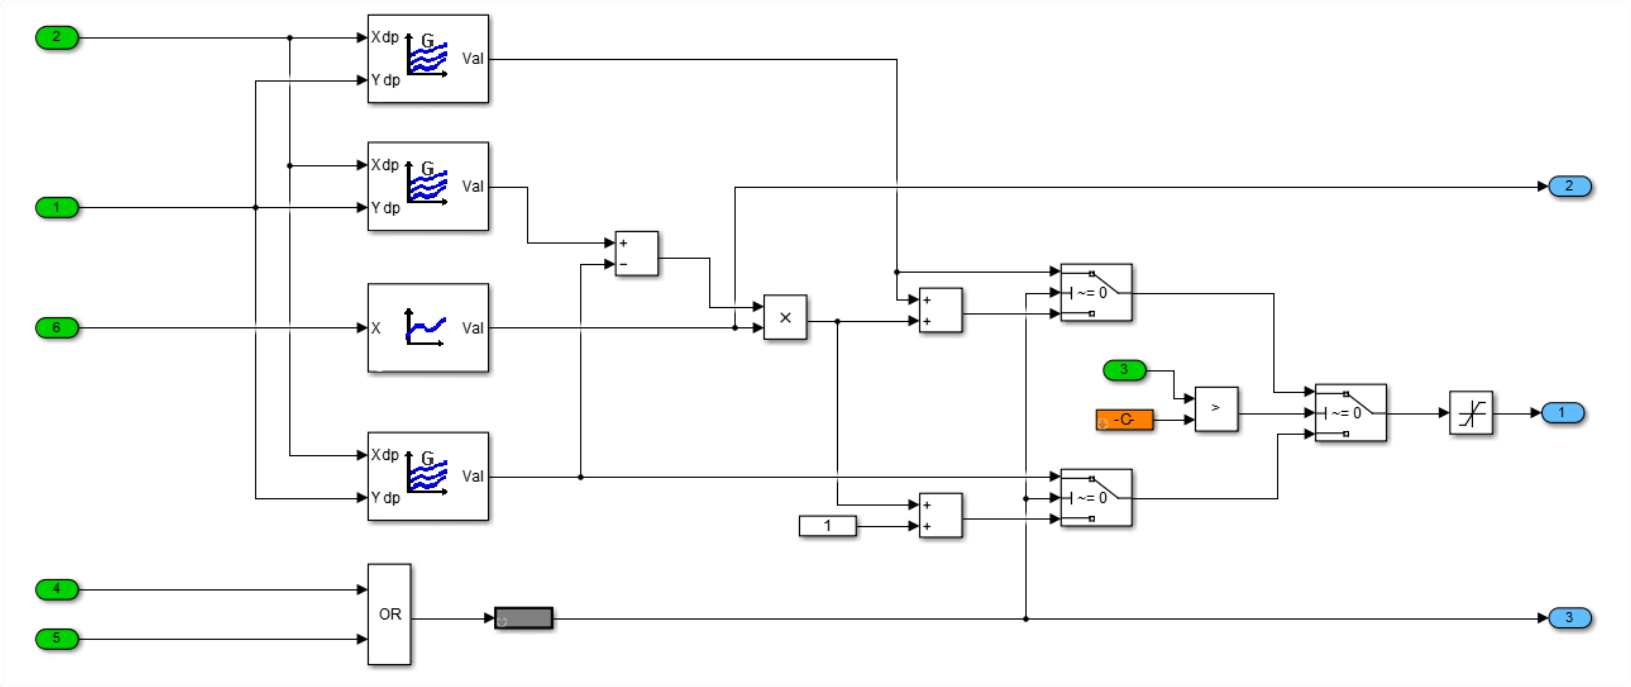 2
Xdp
G
Val
Ydp
Xdp
G
Val
1
Ydp
2
+
−
6
X
Val
×
+
+
~= 0
3
-C-
>
~= 0
1
Xdp
G
Val
Ydp
1
+
+
~= 0
4
5
OR
3